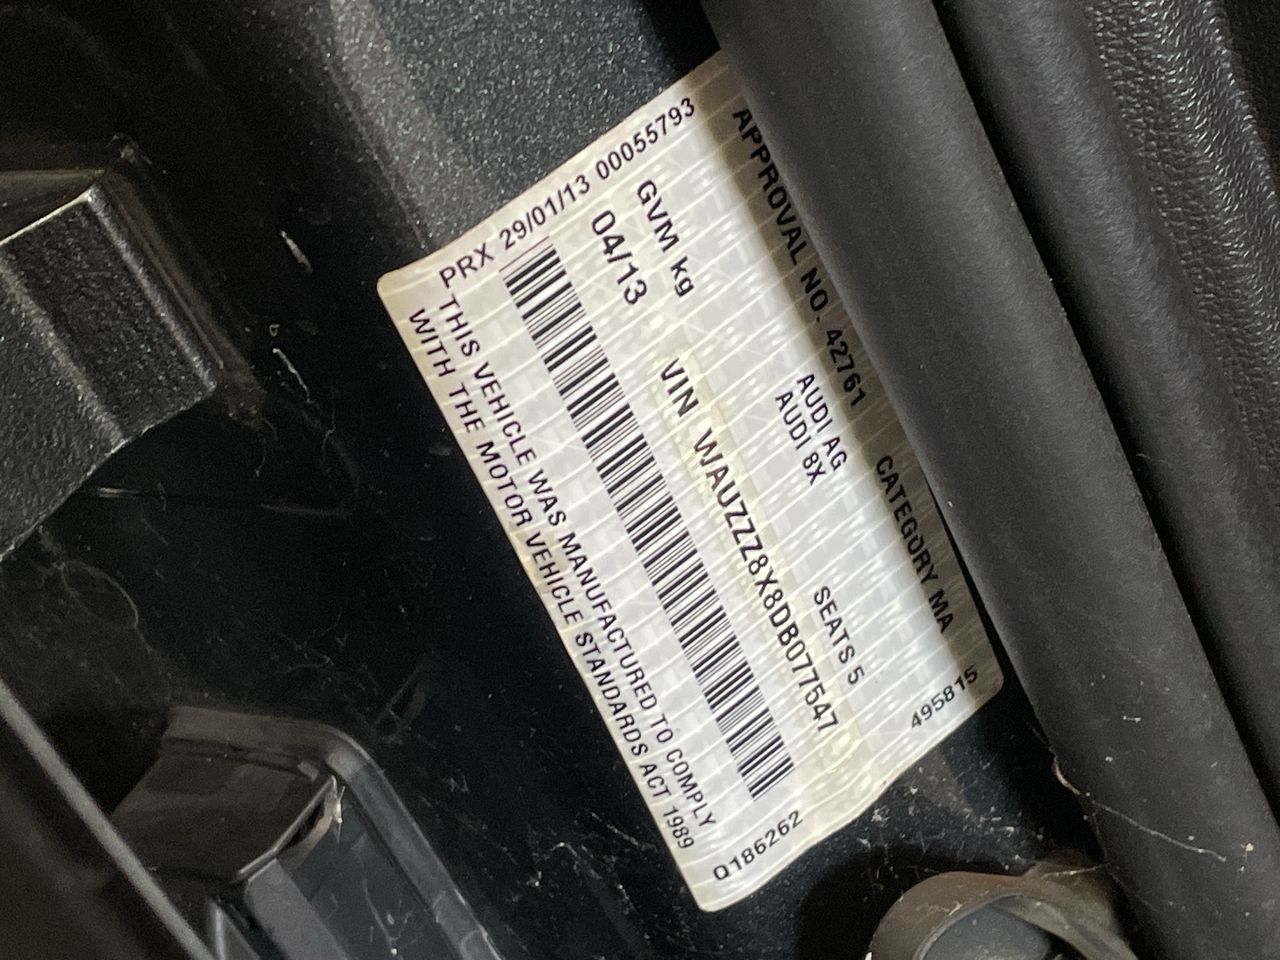 APPROVAL NO. 42761 CATEGORY MA
AUDI AG
AUDI 8X
SEATS 5
495815
GVM kg
04/13
VIN WAUZZZ8X8DB077547
PRX 29/01/13 00055793
Q186262
THIS VEHICLE WAS MANUFACTURED TO COMPLY
WITH THE MOTOR VEHICLE STANDARDS ACT 1989